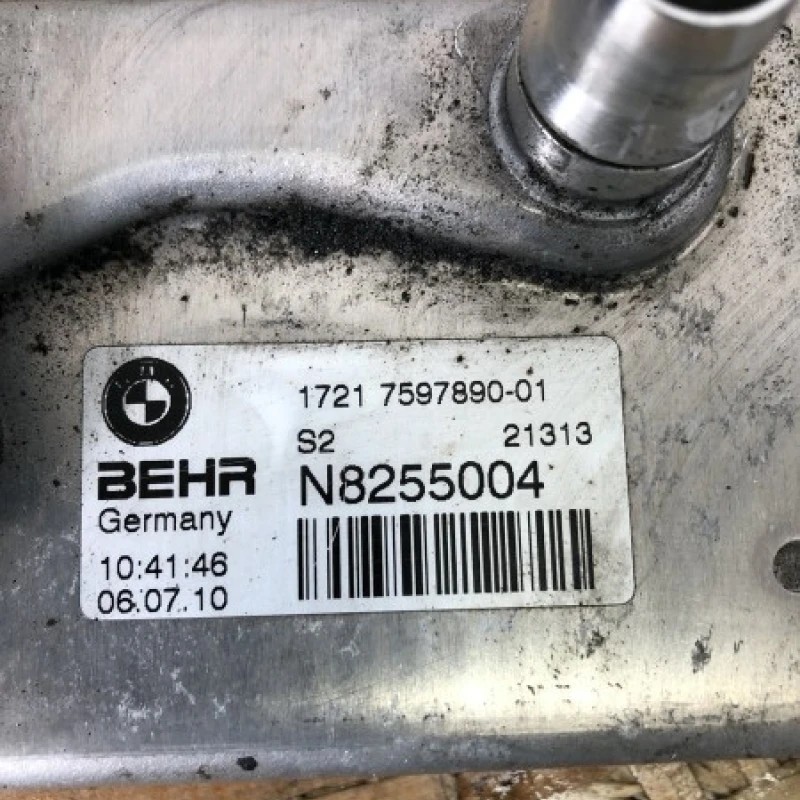 1721 7597890-01
S2 21313
BEHR N8255004
Germany
10:41:46
06.07.10